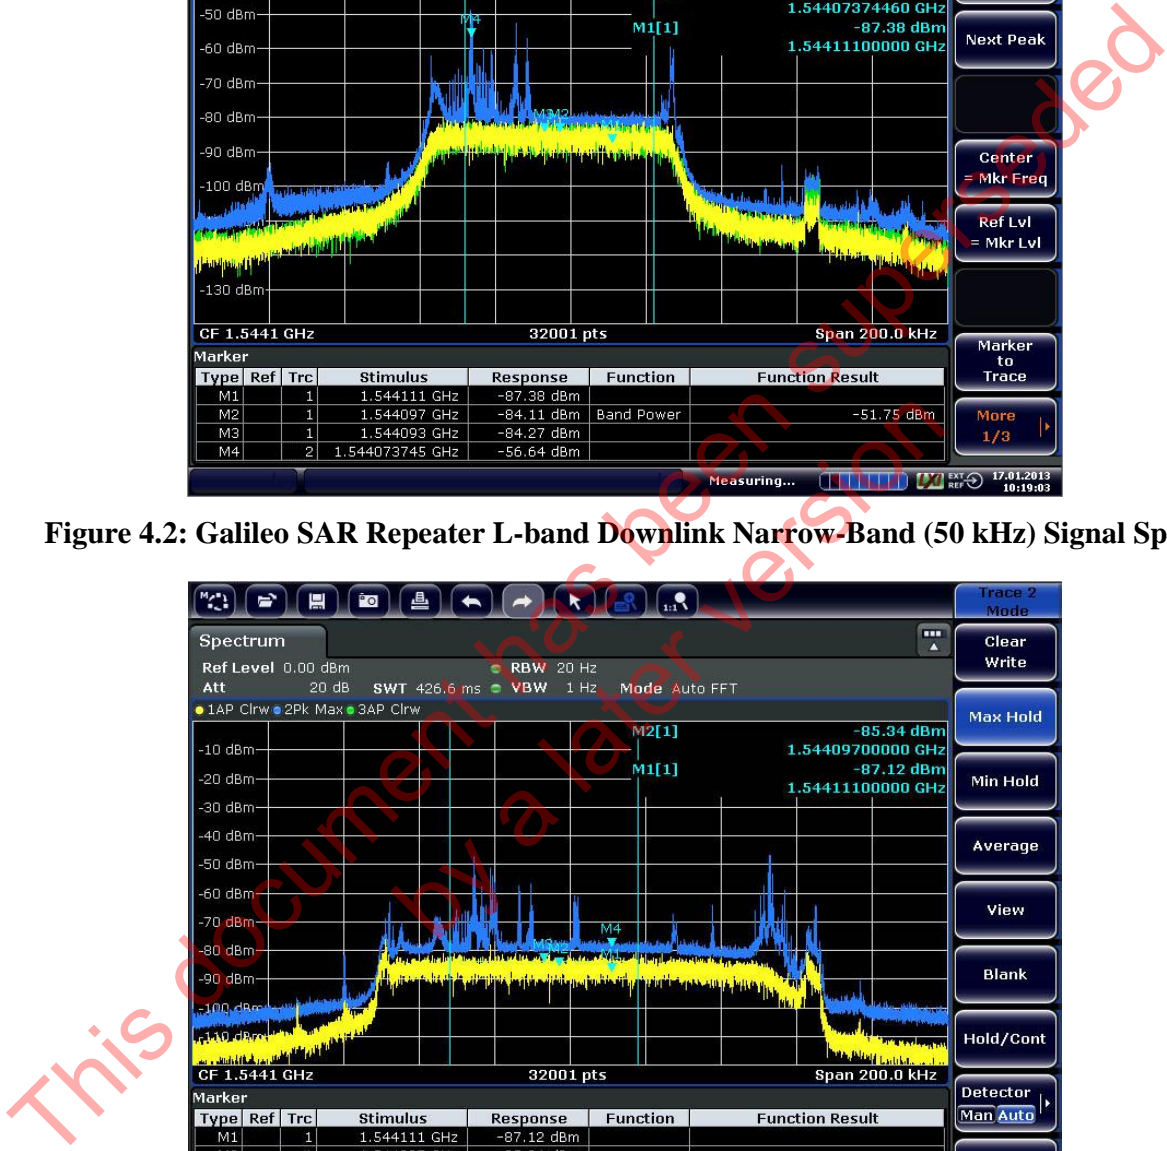 -50 dBm
M4
1.54407374460 GHz
M1[1]
-87.38 dBm
1.54411100000 GHz
-60 dBm
-70 dBm
-80 dBm
-90 dBm
-100 dBm
-130 dBm
CF 1.5441 GHz 32001 pts Span 200.0 kHz
Marker
Type Ref Trc Stimulus Response Function Function Result
M1 1 1.544111 GHz -87.38 dBm
M2 1 1.544097 GHz -84.11 dBm Band Power -51.75 dBm
M3 1 1.544093 GHz -84.27 dBm
M4 2 1.544073745 GHz -56.64 dBm
Measuring... LXI EXT REF 17.01.2013
10:19:03
Next Peak
Center
= Mkr Freq
Ref Lvl
= Mkr Lvl
Marker
to
Trace
More
1/3
Figure 4.2: Galileo SAR Repeater L-band Downlink Narrow-Band (50 kHz) Signal Sp
Spectrum
Ref Level 0.00 dBm RBW 20 Hz
Att 20 dB SWT 426.6 ms VBW 1 Hz Mode Auto FFT
1AP Clrw 2Pk Max 3AP Clrw
M2[1] -85.34 dBm
1.54409700000 GHz
M1[1] -87.12 dBm
1.54411100000 GHz
-10 dBm
-20 dBm
-30 dBm
-40 dBm
-50 dBm
-60 dBm
-70 dBm
M4
-80 dBm
-90 dBm
-100 dBm
-110 dBm
CF 1.5441 GHz 32001 pts Span 200.0 kHz
Marker
Type Ref Trc Stimulus Response Function Function Result
M1 1 1.544111 GHz -87.12 dBm
Trace 2
Mode
Clear
Write
Max Hold
Min Hold
Average
View
Blank
Hold/Cont
Detector
Man Auto
This document has been superseded
by a later version